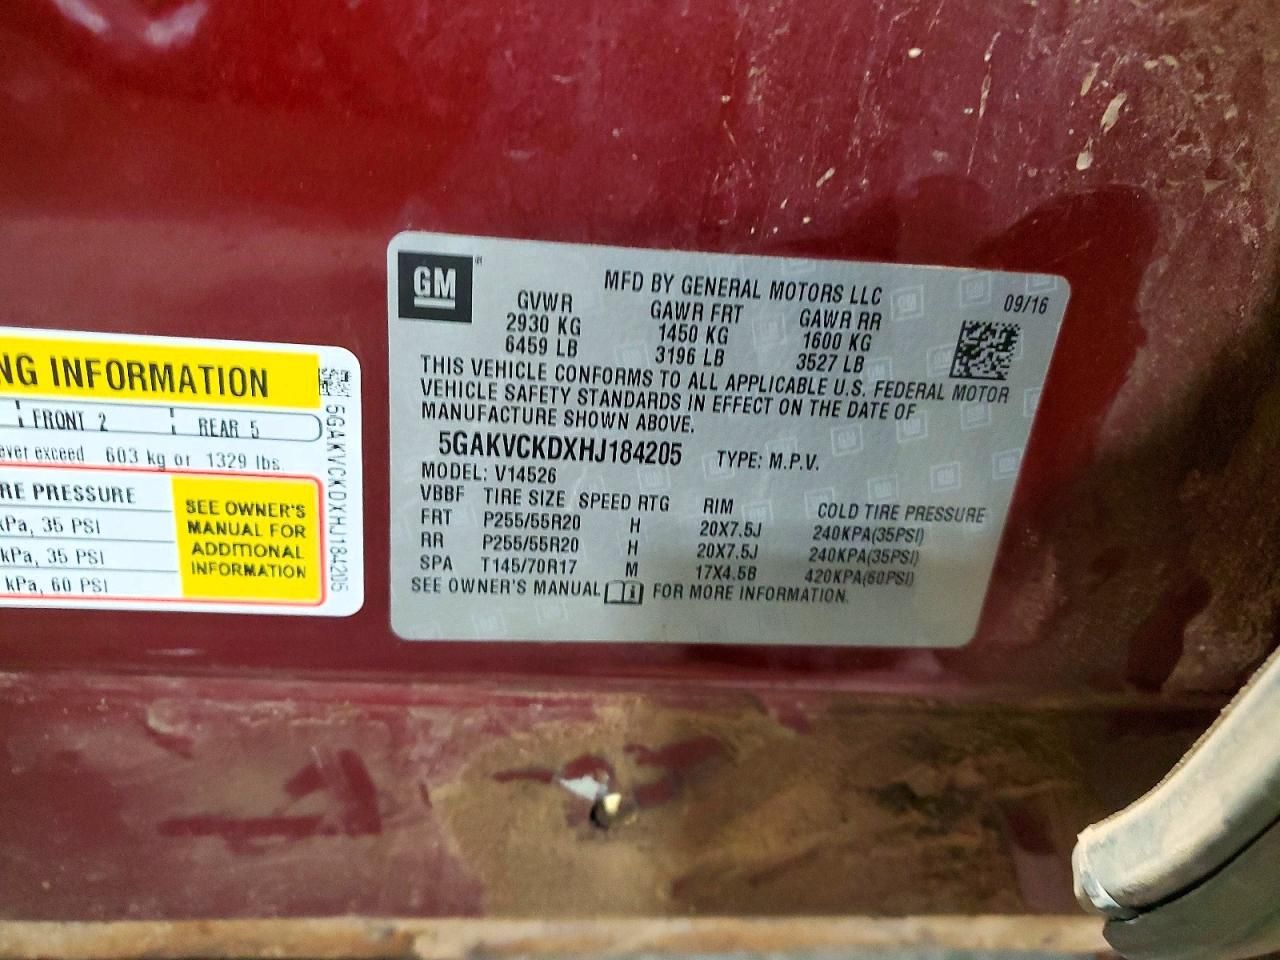 NG INFORMATION
FRONT 2 REAR 5
ever exceed 603 kg or 1329 lbs.
RE PRESSURE
kPa, 35 PSI
kPa, 35 PSI
kPa, 60 PSI
SEE OWNER'S
MANUAL FOR
ADDITIONAL
INFORMATION
5GAKVCKDXHJ184205
GM
MFD BY GENERAL MOTORS LLC
09/16
GVWR GAWR FRT GAWR RR
2930 KG 1450 KG 1600 KG
6459 LB 3196 LB 3527 LB
THIS VEHICLE CONFORMS TO ALL APPLICABLE U.S. FEDERAL MOTOR
VEHICLE SAFETY STANDARDS IN EFFECT ON THE DATE OF
MANUFACTURE SHOWN ABOVE.
5GAKVCKDXHJ184205 TYPE: M.P.V.
MODEL: V14526
VBBF TIRE SIZE SPEED RTG RIM COLD TIRE PRESSURE
FRT P255/55R20 H 20X7.5J 240KPA(35PSI)
RR P255/55R20 H 20X7.5J 240KPA(35PSI)
SPA T145/70R17 M 17X4.5B 420KPA(60PSI)
SEE OWNER'S MANUAL FOR MORE INFORMATION.